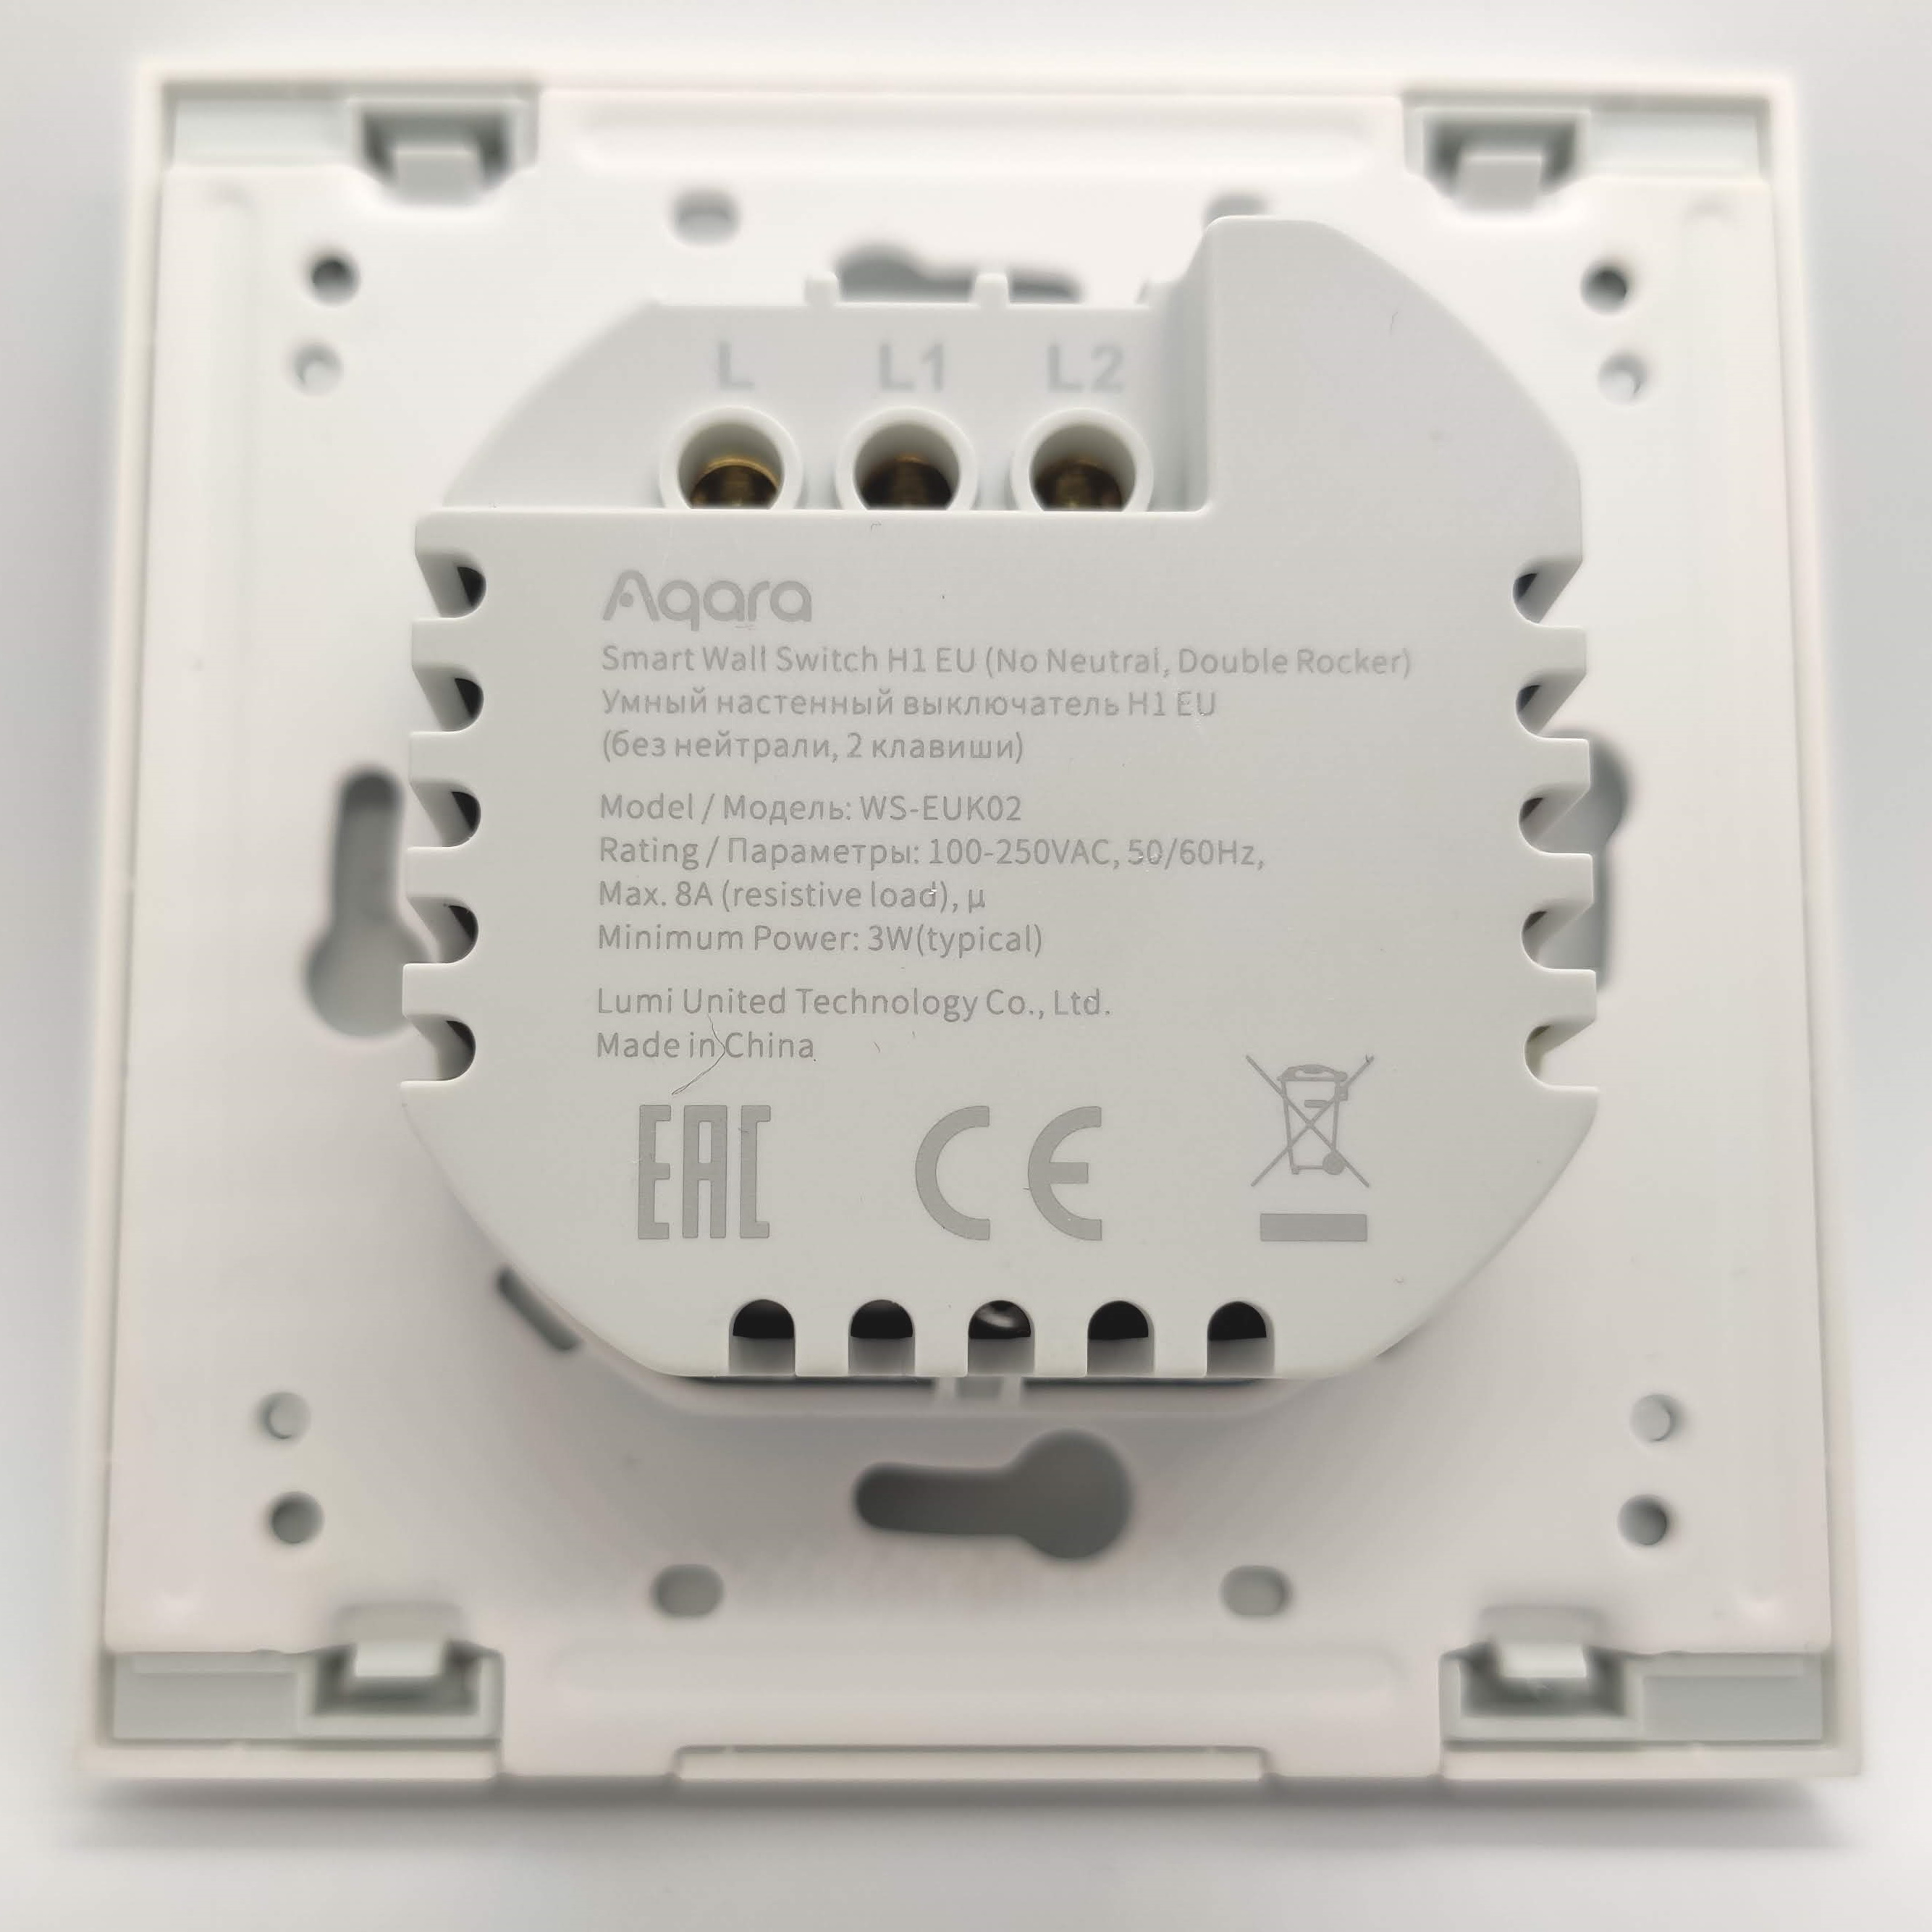 L L1 L2
Aqara
Smart Wall Switch H1 EU (No Neutral, Double Rocker)
Умный настенный выключатель H1 EU
(без нейтрали, 2 клавиши)
Model / Модель: WS-EUK02
Rating / Параметры: 100-250VAC, 50/60Hz,
Max. 8A (resistive load), μ
Minimum Power: 3W(typical)
Lumi United Technology Co., Ltd.
Made in China
EAC CE